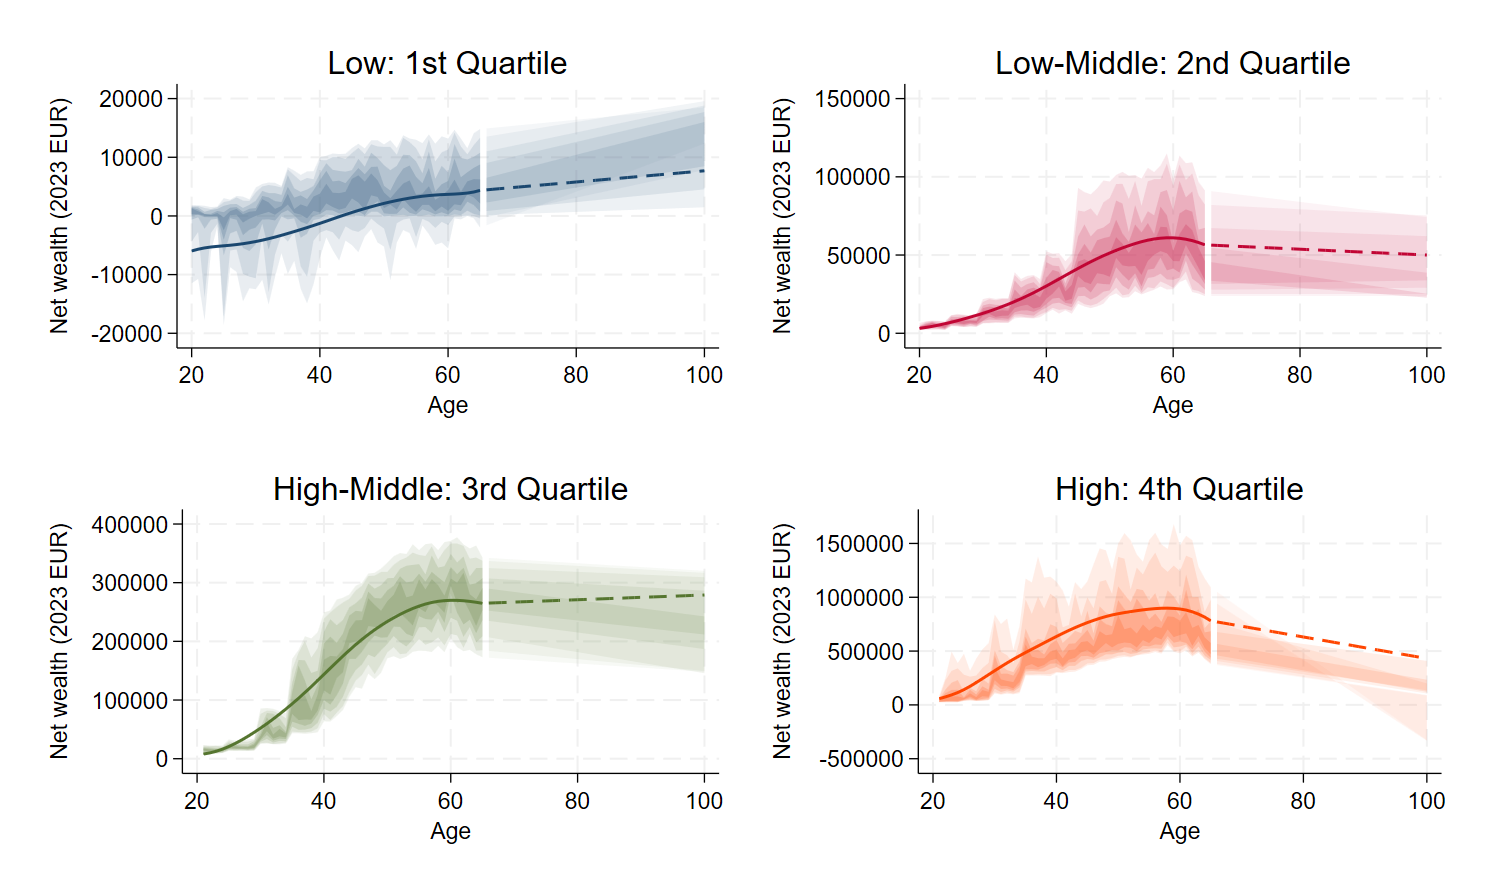 Low: 1st Quartile
Net wealth (2023 EUR)
20000
10000
0
-10000
-20000
20 40 60 80 100
Age
Low-Middle: 2nd Quartile
Net wealth (2023 EUR)
150000
100000
50000
0
20 40 60 80 100
Age
High-Middle: 3rd Quartile
Net wealth (2023 EUR)
400000
300000
200000
100000
0
20 40 60 80 100
Age
High: 4th Quartile
Net wealth (2023 EUR)
1500000
1000000
500000
0
-500000
20 40 60 80 100
Age